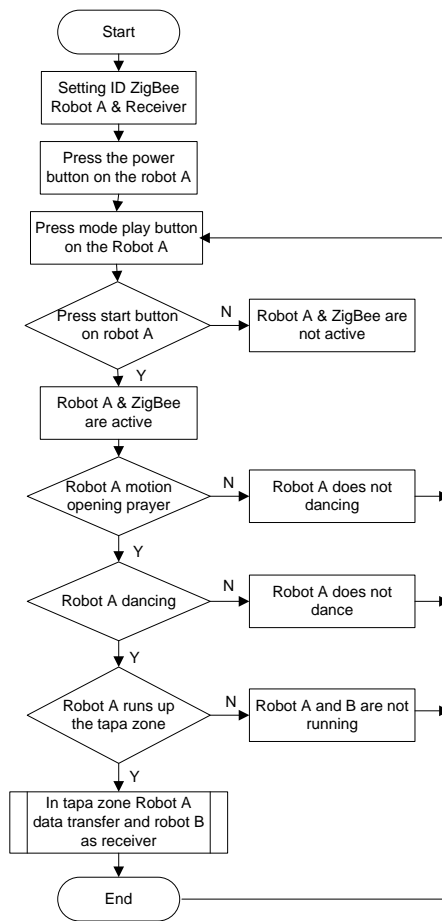 Start
Setting ID ZigBee
Robot A & Receiver
Press the power
button on the robot A
Press mode play button
on the Robot A
Press start button
on robot A
N
Robot A & ZigBee are
not active
Y
Robot A & ZigBee
are active
Robot A motion
opening prayer
N
Robot A does not
dancing
Y
Robot A dancing
N
Robot A does not
dance
Y
Robot A runs up
the tapa zone
N
Robot A and B are not
running
Y
In tapa zone Robot A
data transfer and robot B
as receiver
End